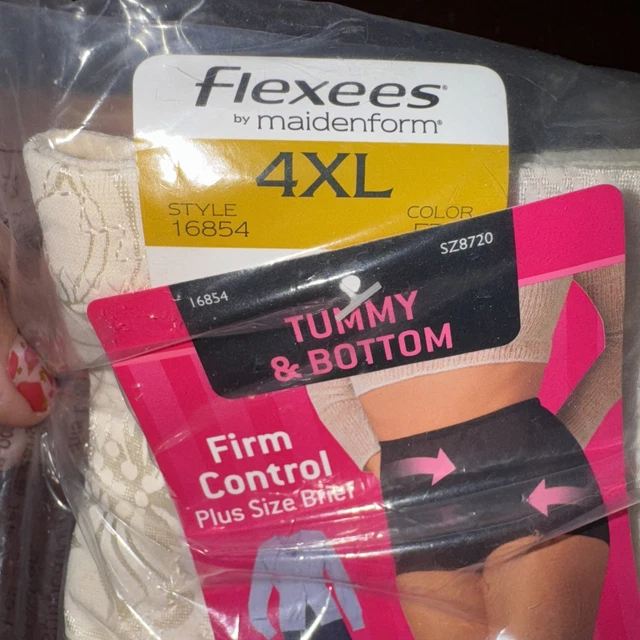 Flexees®
by maidenform®
4XL
STYLE
16854
COLOR
16854
SZ8720
TUMMY
& BOTTOM
Firm
Control
Plus Size Brief